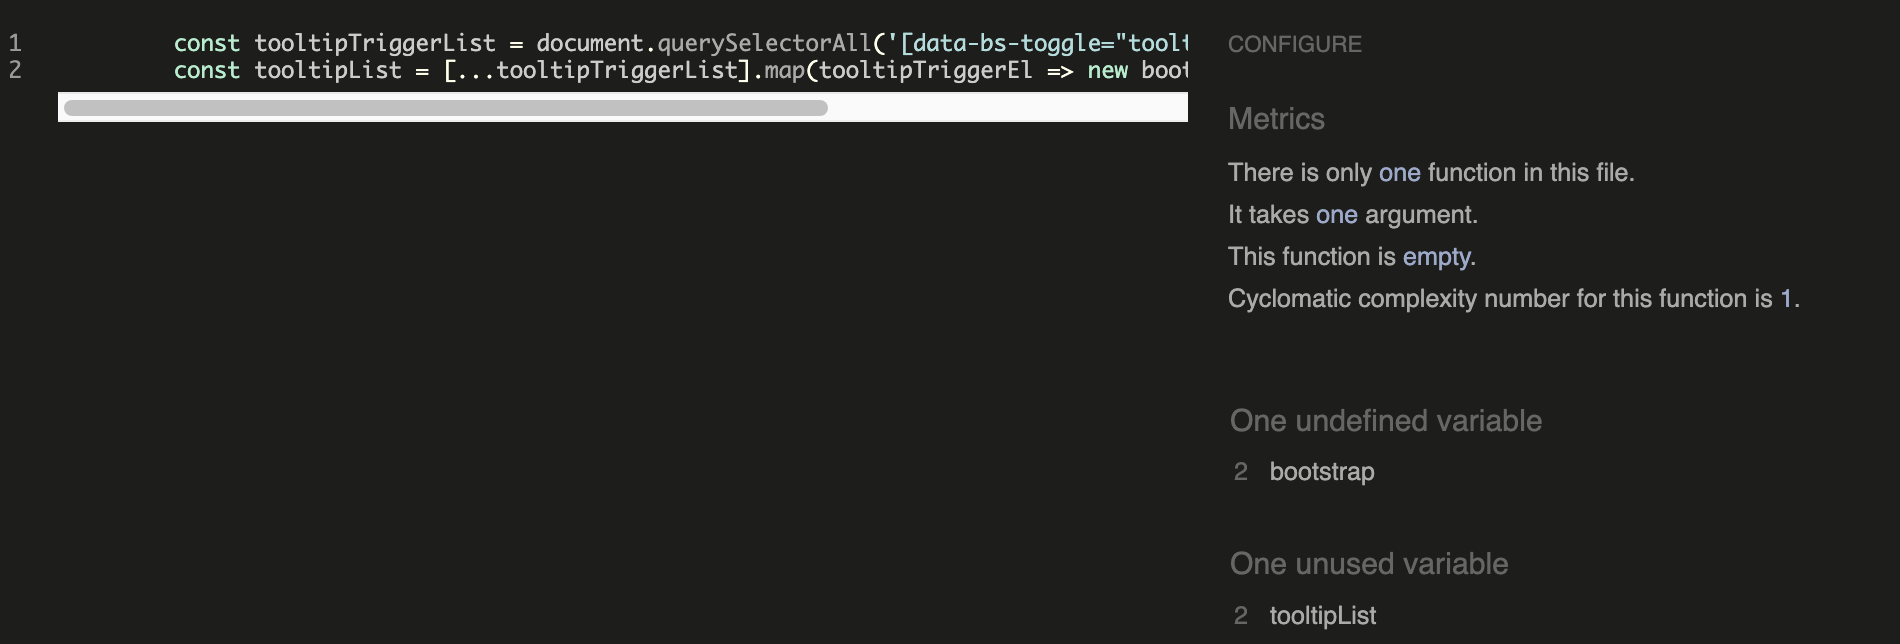 1 const tooltipTriggerList = document.querySelectorAll('[data-bs-toggle="toolt
2 const tooltipList = [...tooltipTriggerList].map(tooltipTriggerEl => new boot
CONFIGURE
Metrics
There is only one function in this file.
It takes one argument.
This function is empty.
Cyclomatic complexity number for this function is 1.
One undefined variable
2 bootstrap
One unused variable
2 tooltipList